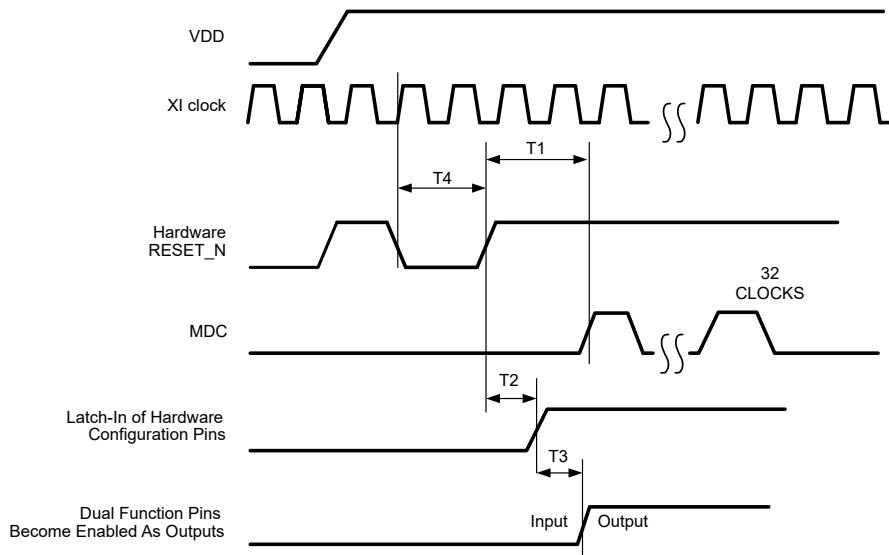 VDD
XI clock
T1
T4
Hardware
RESET_N
32
CLOCKS
MDC
T2
Latch-In of Hardware
Configuration Pins
T3
Dual Function Pins
Become Enabled As Outputs
Input
Output